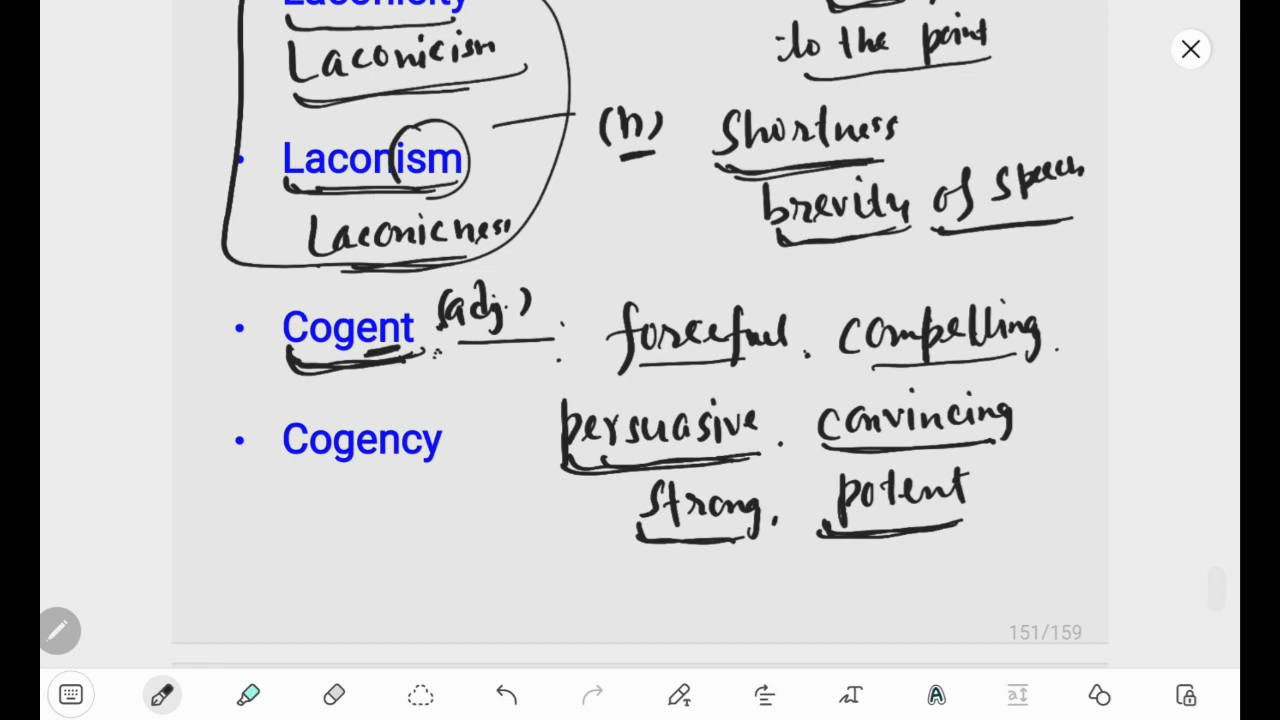 Laconicity
:to the point
Laconicism
• Laconism (n) Shortness
brevity of speech
Laconicness
• Cogent (adj.) : forceful. compelling.
persuasive. convincing
• Cogency
strong. potent
151/159